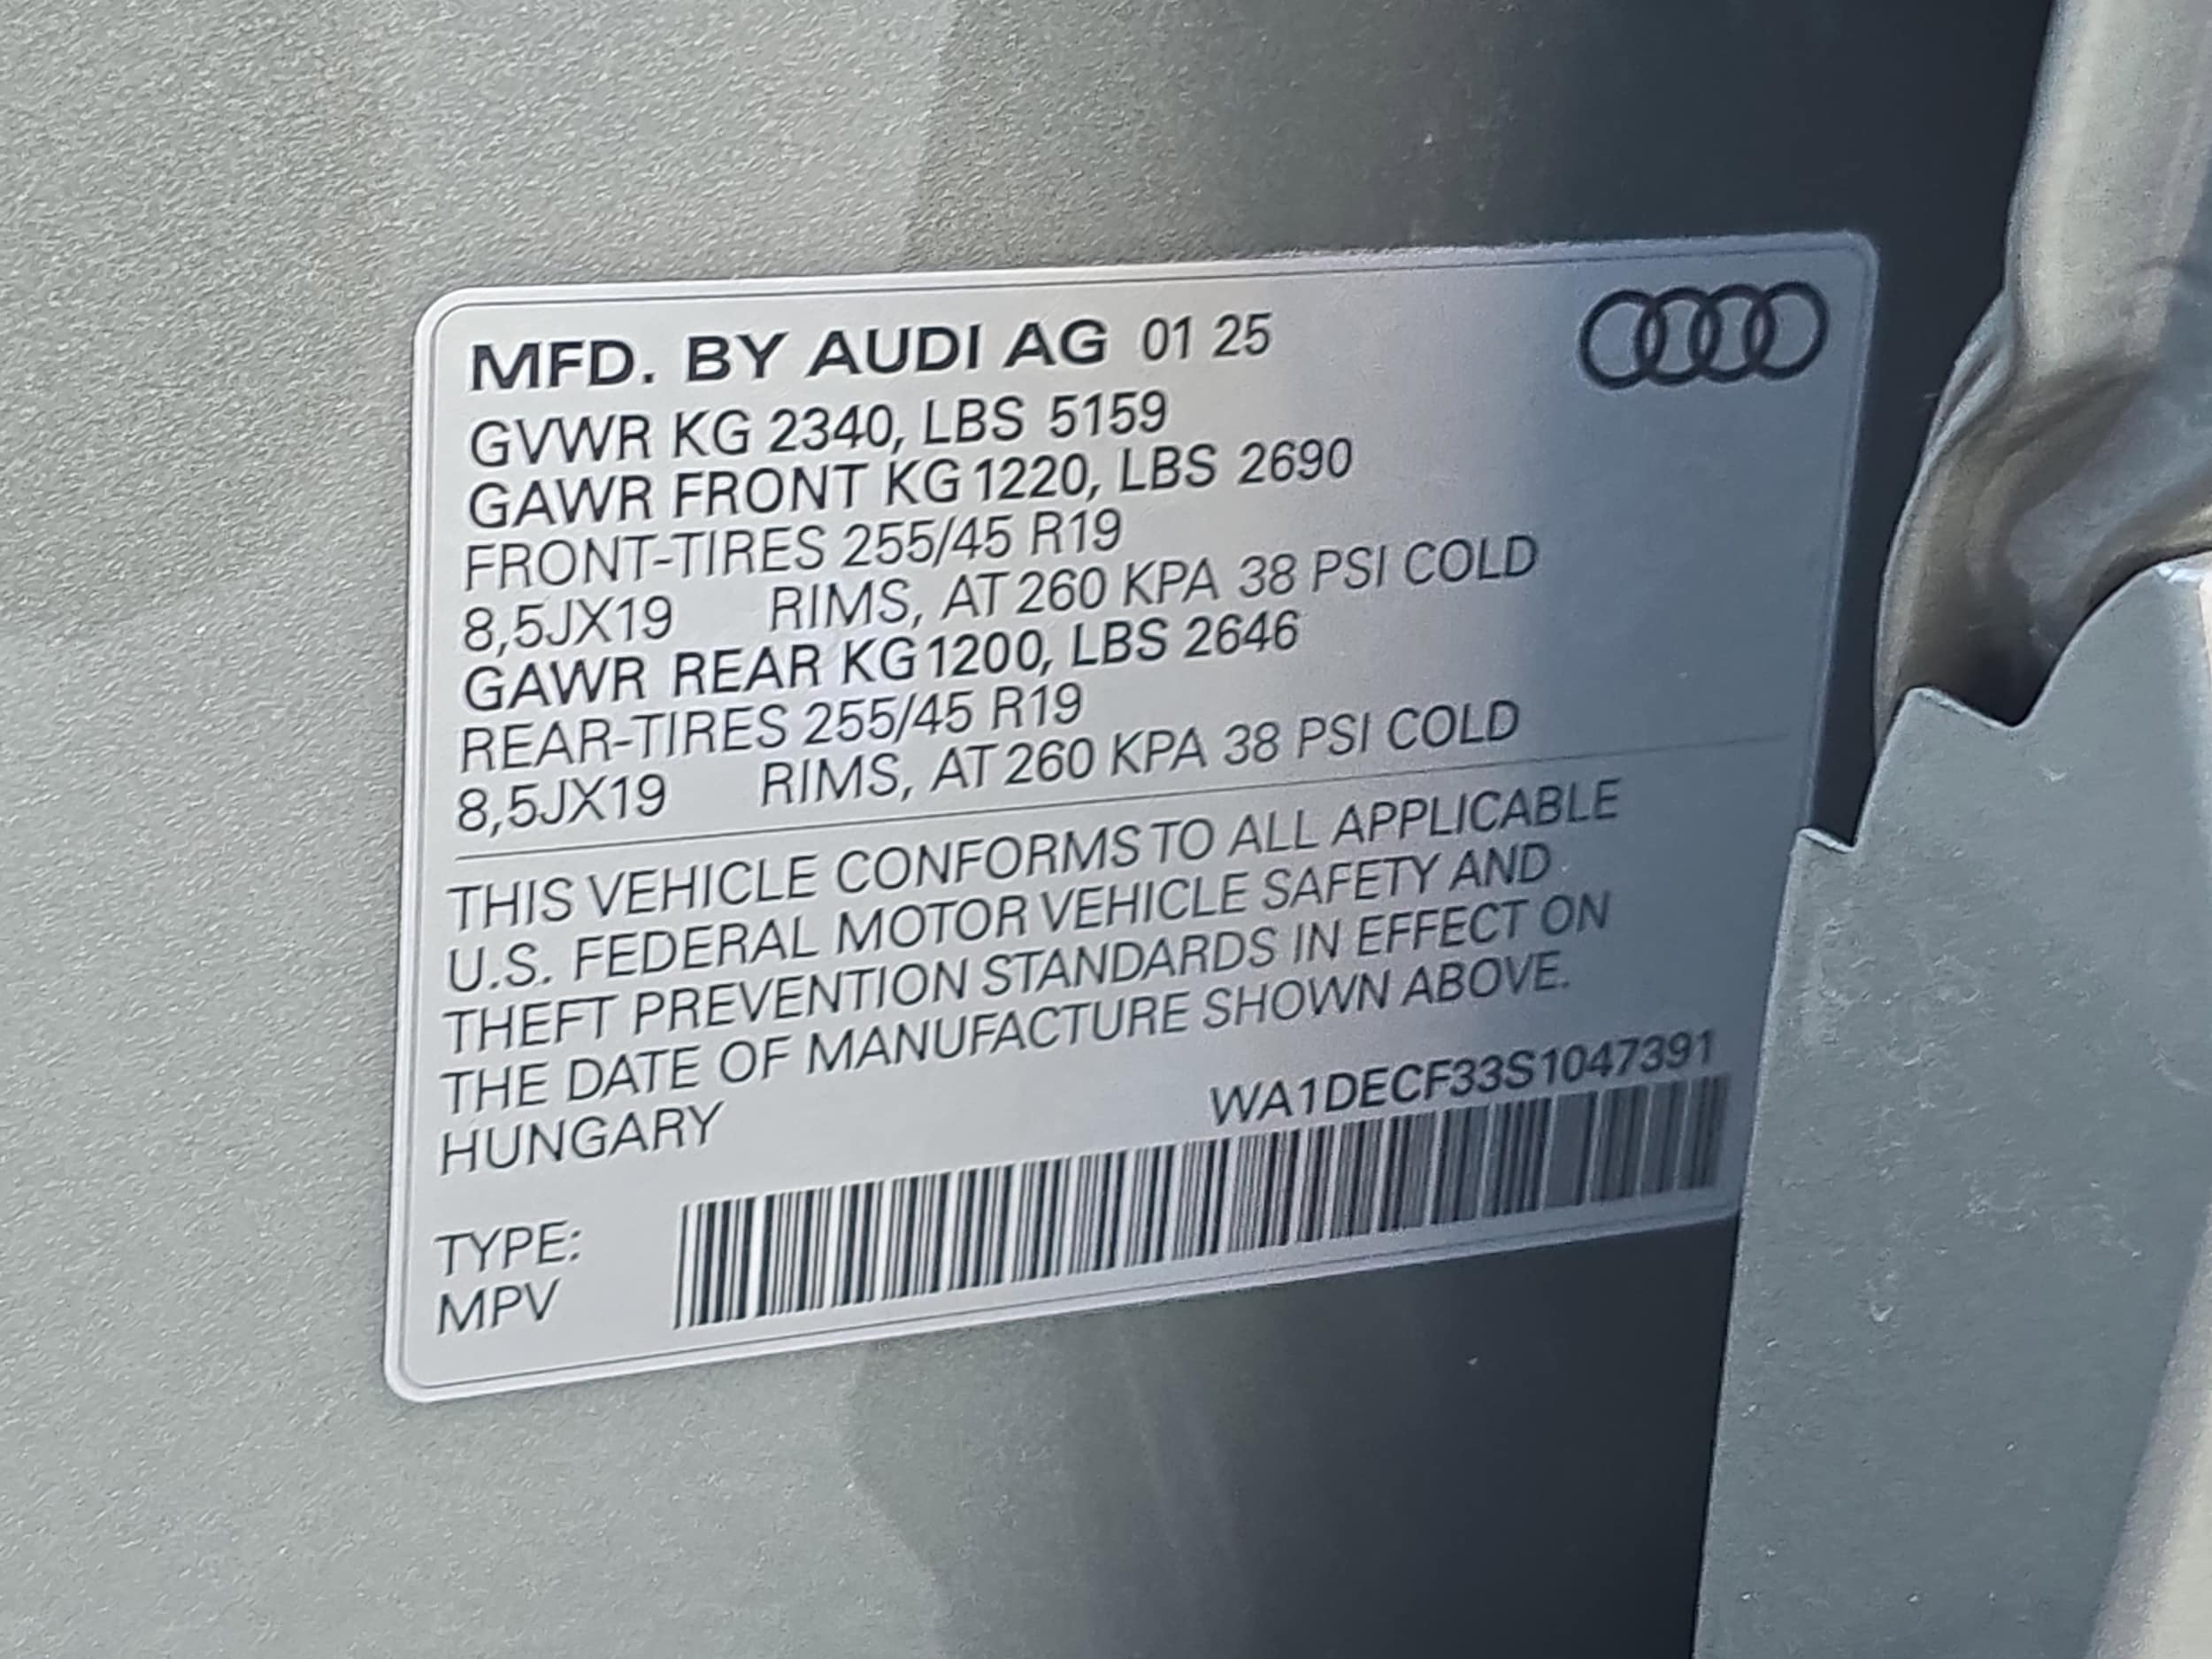 MFD. BY AUDI AG 01 25
GVWR KG 2340, LBS 5159
GAWR FRONT KG 1220, LBS 2690
FRONT-TIRES 255/45 R19
8,5JX19 RIMS, AT 260 KPA 38 PSI COLD
GAWR REAR KG 1200, LBS 2646
REAR-TIRES 255/45 R19
8,5JX19 RIMS, AT 260 KPA 38 PSI COLD
THIS VEHICLE CONFORMS TO ALL APPLICABLE
U.S. FEDERAL MOTOR VEHICLE SAFETY AND
THEFT PREVENTION STANDARDS IN EFFECT ON
THE DATE OF MANUFACTURE SHOWN ABOVE.
HUNGARY WA1DECF33S1047391
TYPE:
MPV